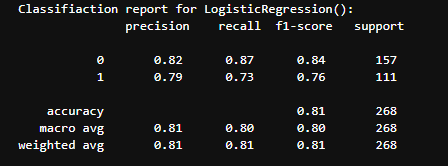 Classifiaction report for LogisticRegression():
precision recall f1-score support
0 0.82 0.87 0.84 157
1 0.79 0.73 0.76 111
accuracy 0.81 268
macro avg 0.81 0.80 0.80 268
weighted avg 0.81 0.81 0.81 268